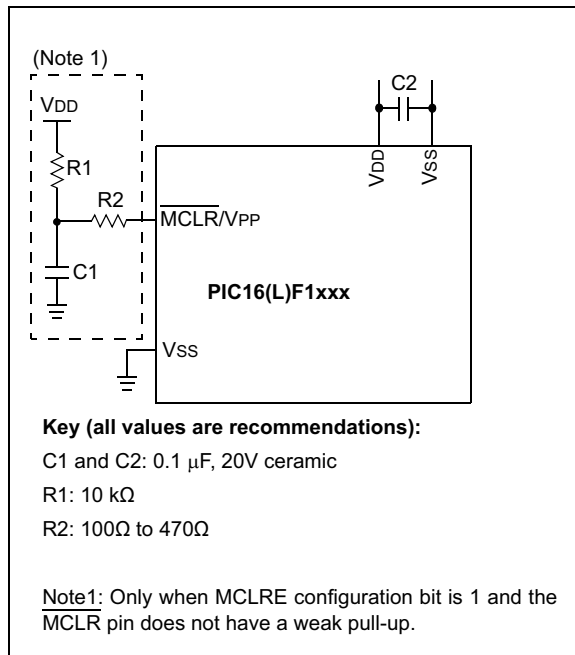 (Note 1)
VDD
R1
R2
C1
C2
VDD
VSS
MCLR/VPP
PIC16(L)F1xxx
VSS
Key (all values are recommendations):
C1 and C2: 0.1 μF, 20V ceramic
R1: 10 kΩ
R2: 100Ω to 470Ω
Note1: Only when MCLRE configuration bit is 1 and the
MCLR pin does not have a weak pull-up.